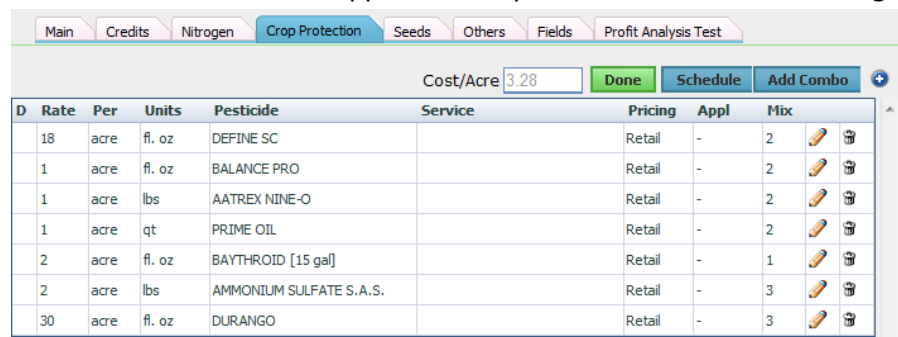 Main Credits Nitrogen Crop Protection Seeds Others Fields Profit Analysis Test
Cost/Acre 3.28 Done Schedule Add Combo
D Rate Per Units Pesticide Service Pricing Appl Mix
18 acre fl. oz DEFINE SC Retail - 2
1 acre fl. oz BALANCE PRO Retail - 2
1 acre lbs AATREX NINE-O Retail - 2
1 acre qt PRIME OIL Retail - 2
2 acre fl. oz BAYTHROID [15 gal] Retail - 1
2 acre lbs AMMONIUM SULFATE S.A.S. Retail - 3
30 acre fl. oz DURANGO Retail - 3